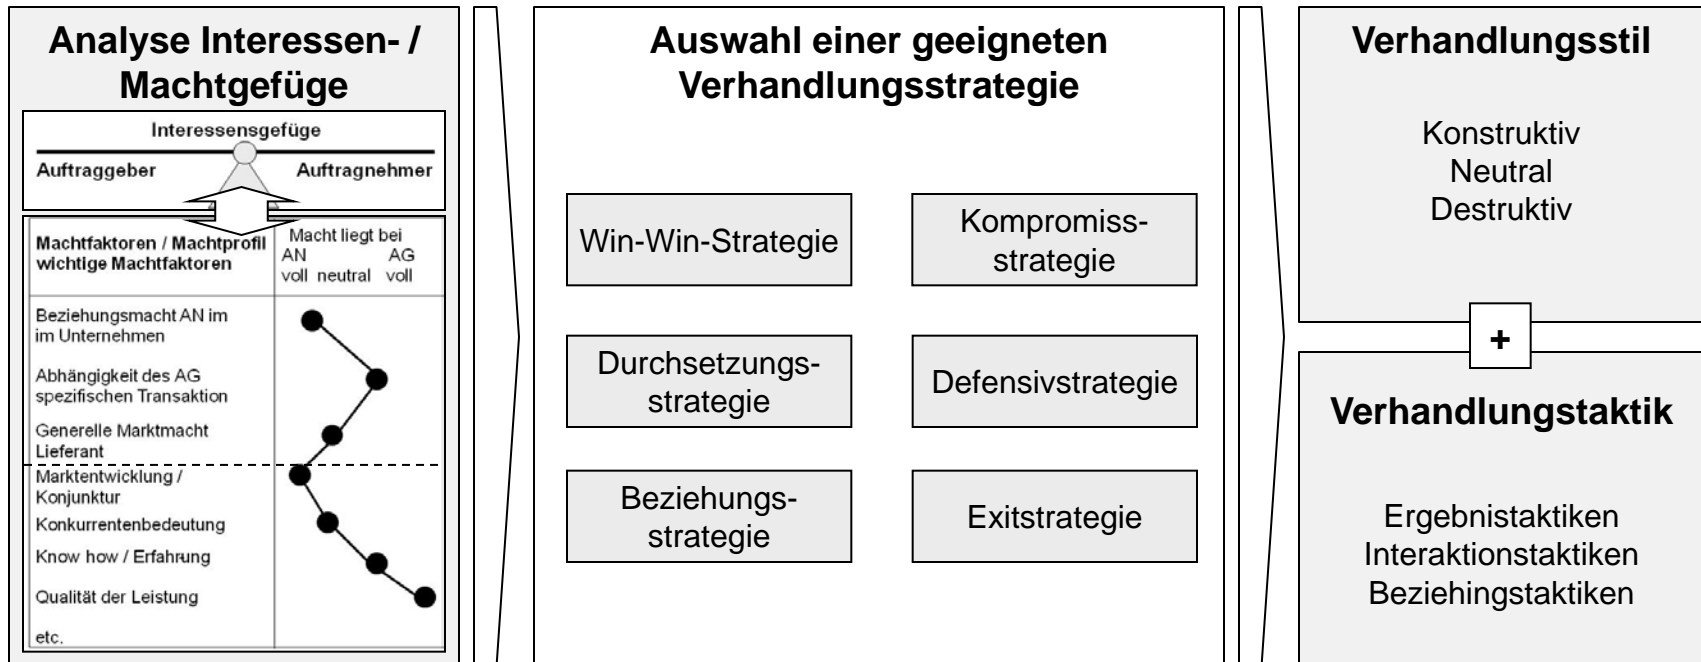 Analyse Interessen- /
Machtgefüge
Interessensgefüge
Auftraggeber
Auftragnehmer
Machtfaktoren / Machtprofil
wichtige Machtfaktoren
Macht liegt bei
AN AG
voll neutral voll
Beziehungsmacht AN im
im Unternehmen
Abhängigkeit des AG
spezifischen Transaktion
Generelle Marktmacht
Lieferant
Marktentwicklung /
Konjunktur
Konkurrentenbedeutung
Know how / Erfahrung
Qualität der Leistung
etc.
Auswahl einer geeigneten
Verhandlungsstrategie
Win-Win-Strategie
Kompromiss-
strategie
Durchsetzungs-
strategie
Defensivstrategie
Beziehungs-
strategie
Exitstrategie
Verhandlungsstil
Konstruktiv
Neutral
Destruktiv
+
Verhandlungstaktik
Ergebnistaktiken
Interaktionstaktiken
Beziehingstaktiken